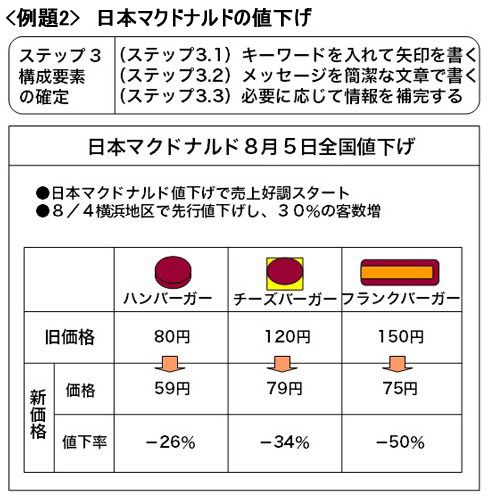 <例題2> 日本マクドナルドの値下げ
ステップ3
構成要素
の確定
(ステップ3.1) キーワードを入れて矢印を書く
(ステップ3.2) メッセージを簡潔な文章で書く
(ステップ3.3) 必要に応じて情報を補完する
日本マクドナルド8月5日全国値下げ
●日本マクドナルド値下げで売上好調スタート
●8/4横浜地区で先行値下げし、30%の客数増
ハンバーガー チーズバーガー フランクバーガー
旧価格 80円 120円 150円
新価格
価格 59円 79円 75円
値下率 −26% −34% −50%